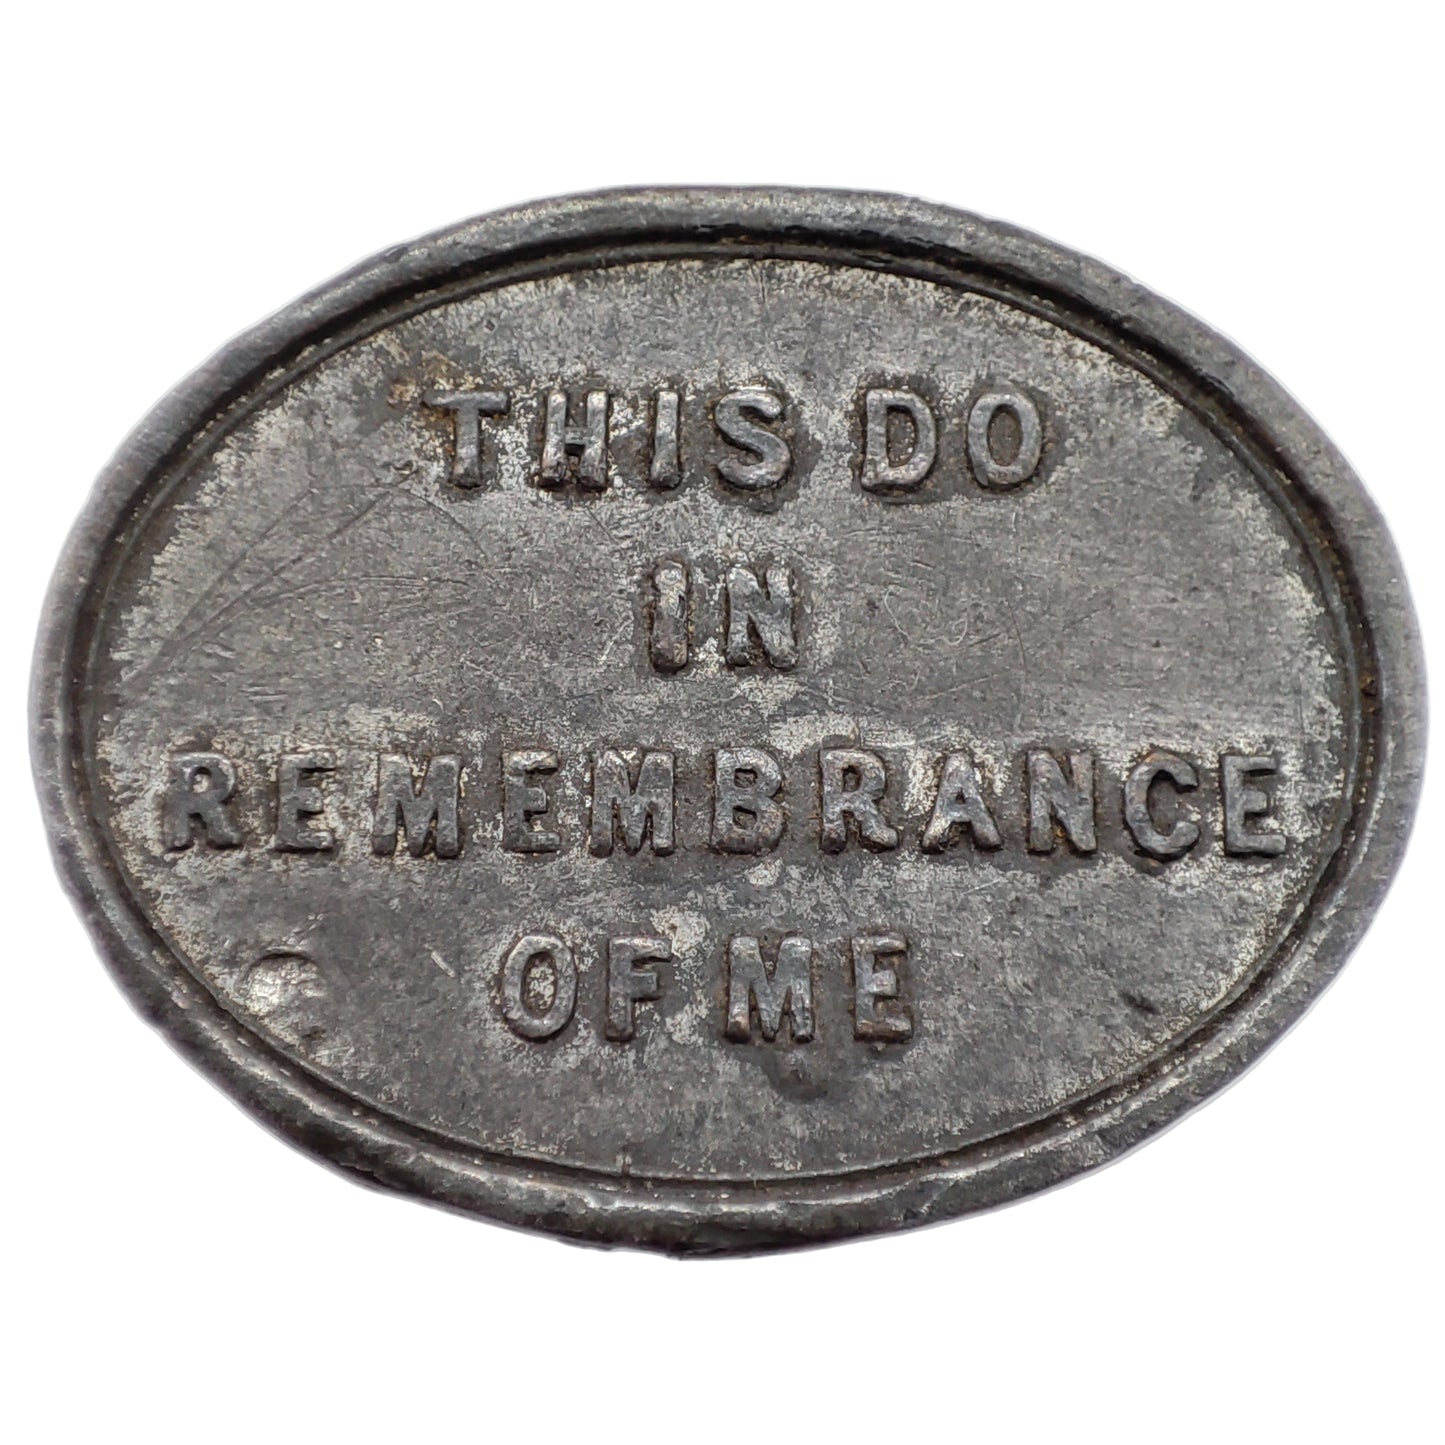 THIS DO
IN
REMEMBRANCE
OF ME